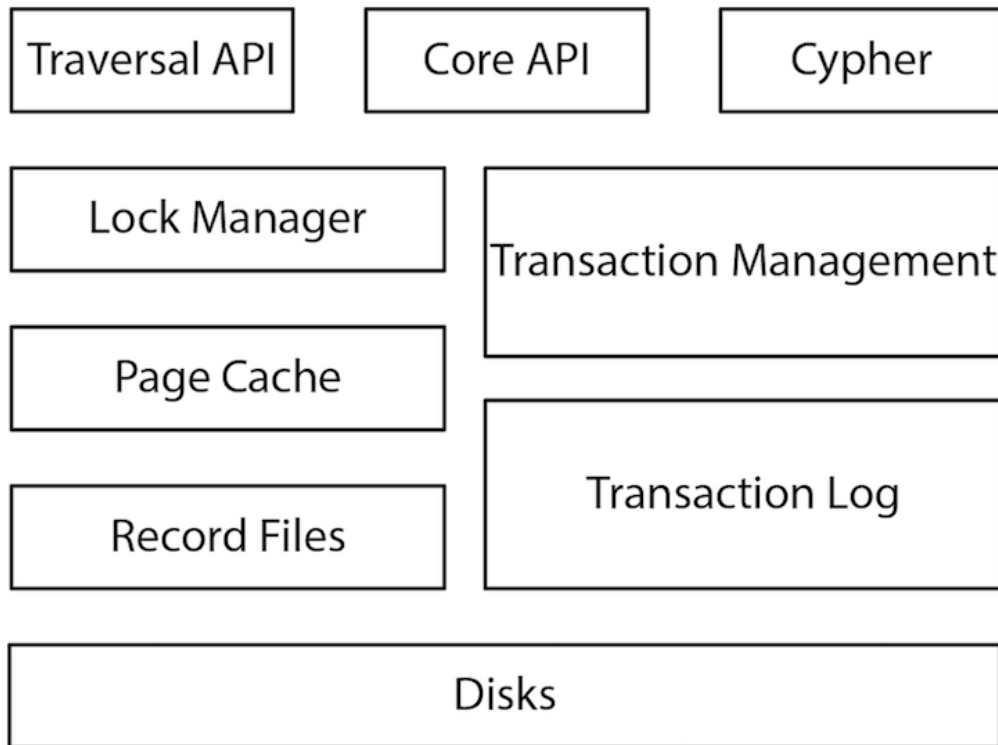 Traversal API
Core API
Cypher
Lock Manager
Transaction Management
Page Cache
Transaction Log
Record Files
Disks